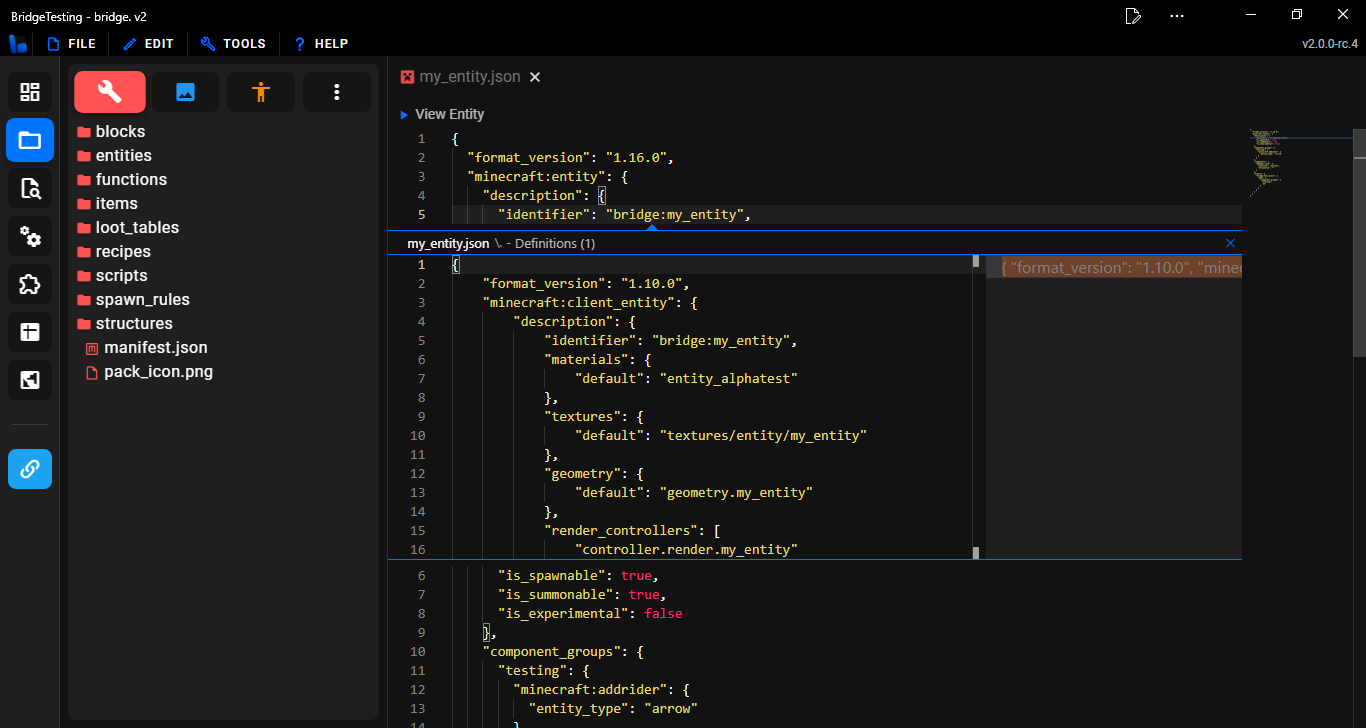 BridgeTesting - bridge. v2
FILE EDIT TOOLS HELP v2.0.0-rc.4
blocks
entities
functions
items
loot_tables
recipes
scripts
spawn_rules
structures
manifest.json
pack_icon.png
my_entity.json
View Entity
1 {
2 "format_version": "1.16.0",
3 "minecraft:entity": {
4 "description": {
5 "identifier": "bridge:my_entity",
my_entity.json \. - Definitions (1)
1 {
2 "format_version": "1.10.0",
3 "minecraft:client_entity": {
4 "description": {
5 "identifier": "bridge:my_entity",
6 "materials": {
7 "default": "entity_alphatest"
8 },
9 "textures": {
10 "default": "textures/entity/my_entity"
11 },
12 "geometry": {
13 "default": "geometry.my_entity"
14 },
15 "render_controllers": [
16 "controller.render.my_entity"
{ "format_version": "1.10.0", "minec
6 "is_spawnable": true,
7 "is_summonable": true,
8 "is_experimental": false
9 },
10 "component_groups": {
11 "testing": {
12 "minecraft:addrider": {
13 "entity_type": "arrow"
14 }